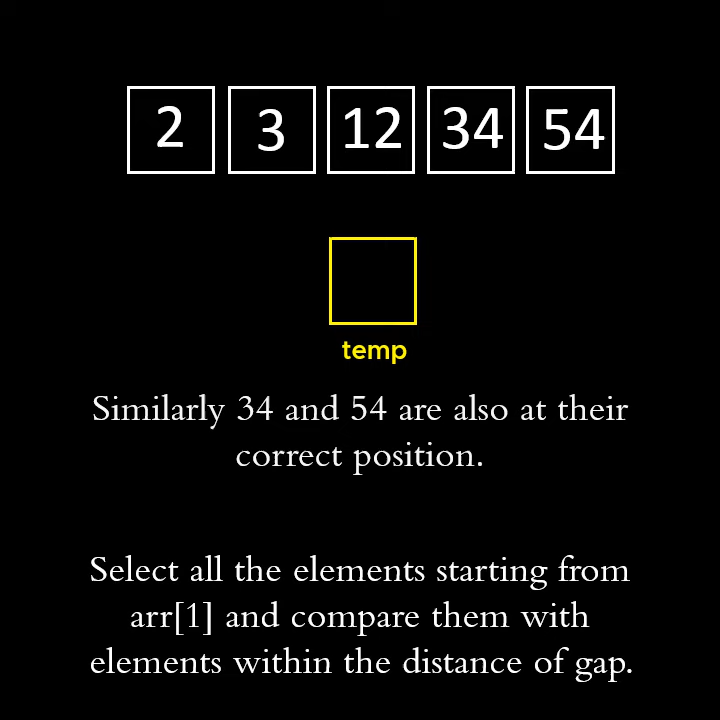 2 3 12 34 54
temp
Similarly 34 and 54 are also at their
correct position.
Select all the elements starting from
arr[1] and compare them with
elements within the distance of gap.